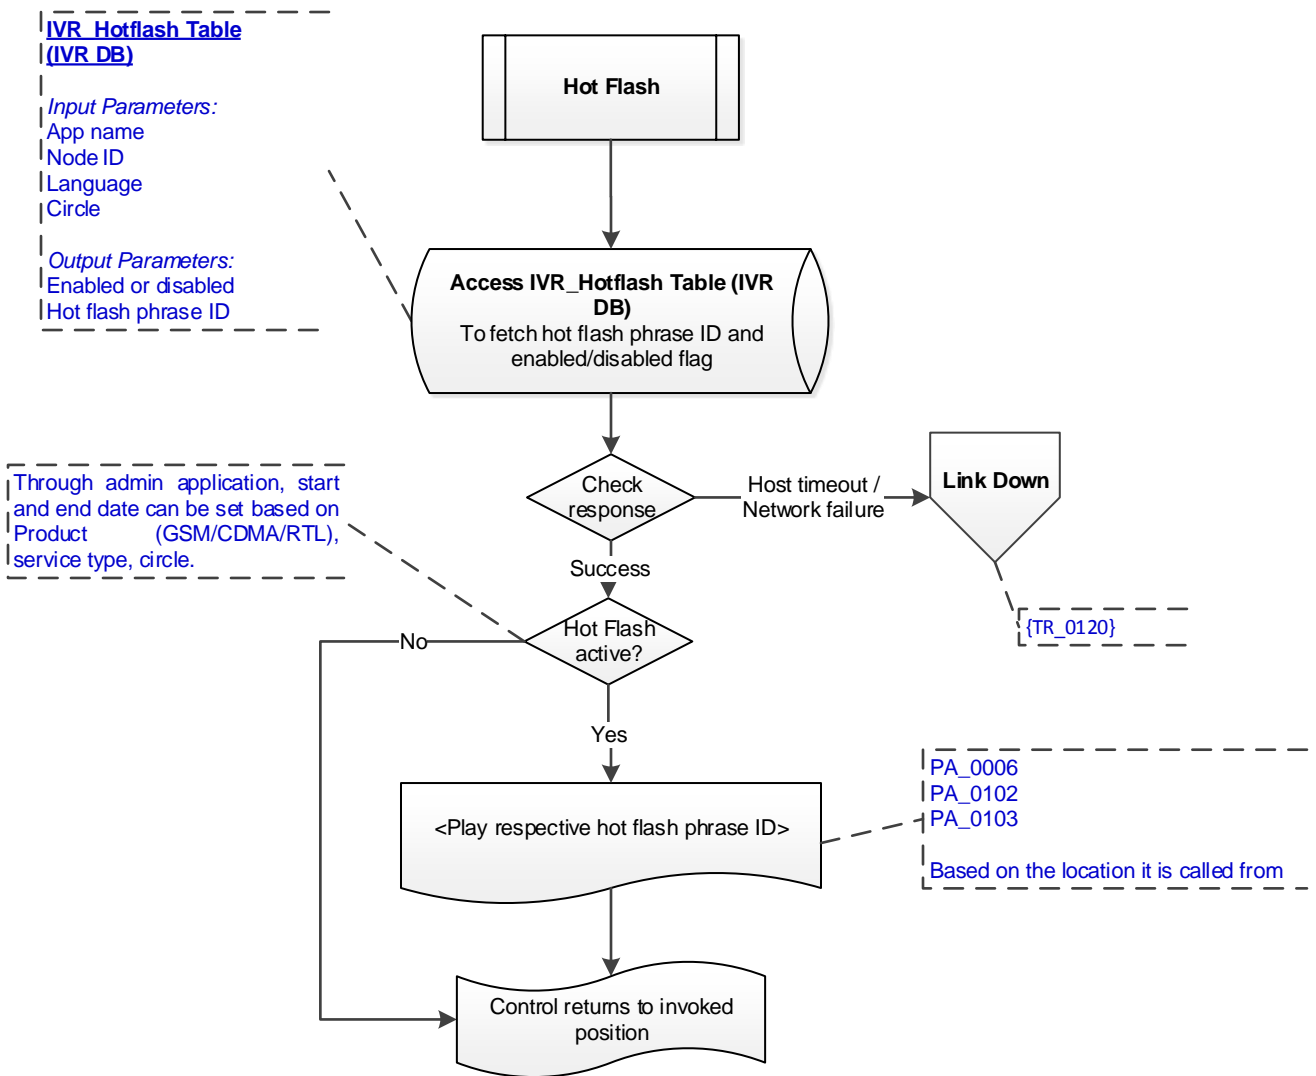 IVR_Hotflash Table
(IVR DB)
Input Parameters:
App name
Node ID
Language
Circle
Output Parameters:
Enabled or disabled
Hot flash phrase ID
Hot Flash
Access IVR_Hotflash Table (IVR
DB)
To fetch hot flash phrase ID and
enabled/disabled flag
Check
response
Host timeout /
Network failure
Link Down
{TR_0120}
Success
Through admin application, start
and end date can be set based on
Product (GSM/CDMA/RTL),
service type, circle.
Hot Flash
active?
No
Yes
<Play respective hot flash phrase ID>
PA_0006
PA_0102
PA_0103
Based on the location it is called from
Control returns to invoked
position